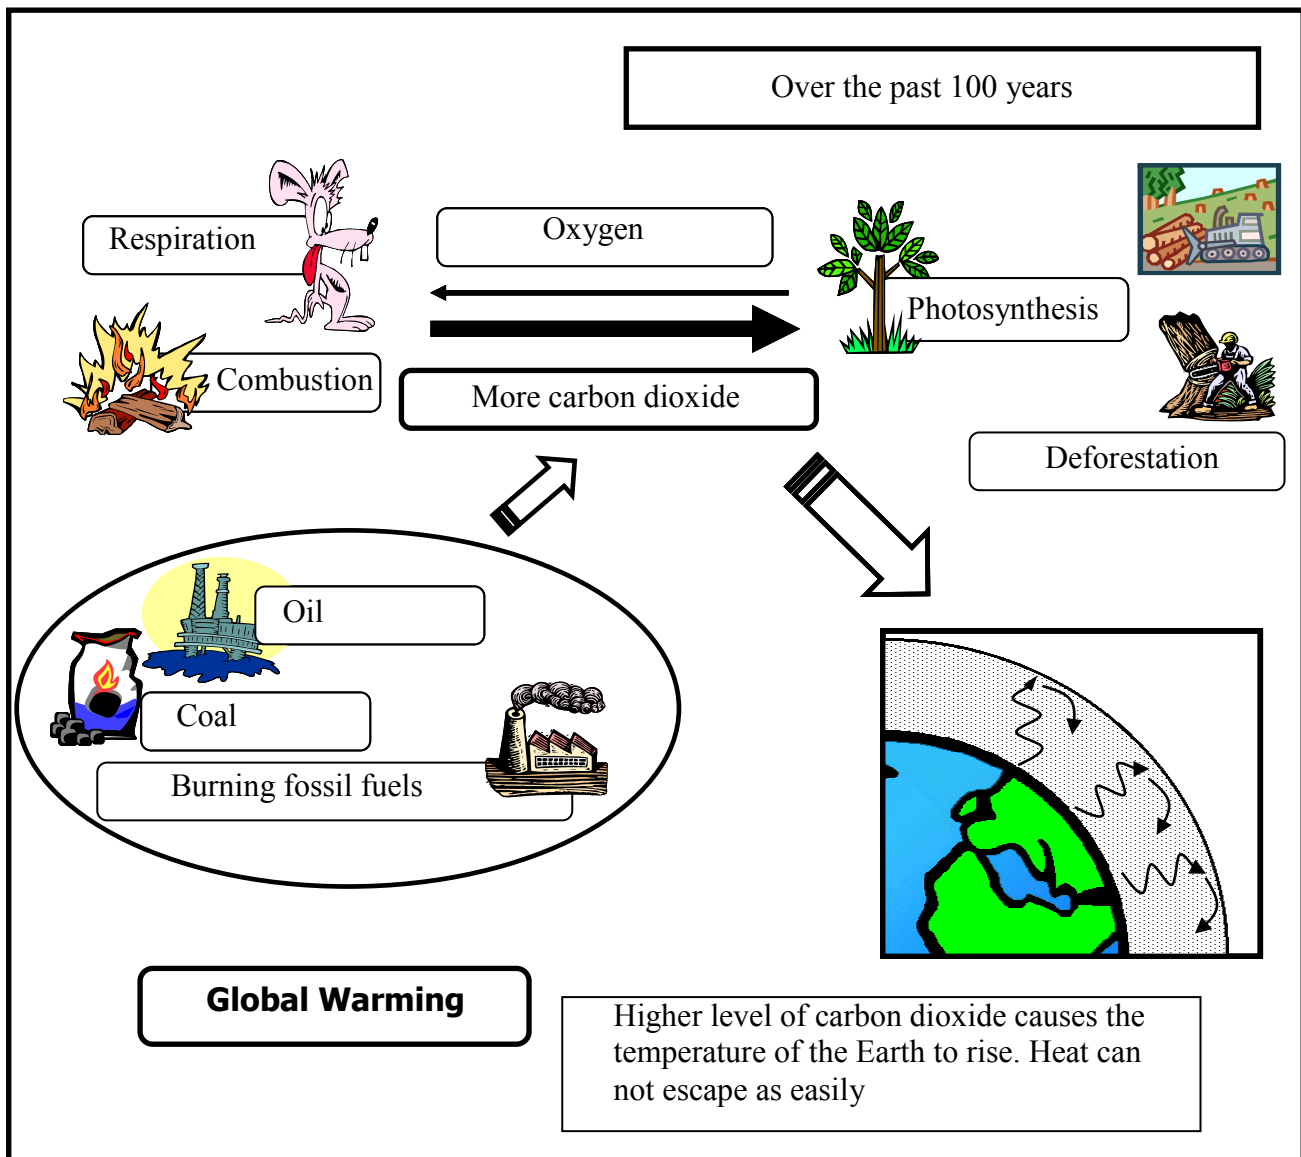 Over the past 100 years
Respiration
Oxygen
Photosynthesis
Combustion
More carbon dioxide
Deforestation
Oil
Coal
Burning fossil fuels
Global Warming
Higher level of carbon dioxide causes the
temperature of the Earth to rise. Heat can
not escape as easily